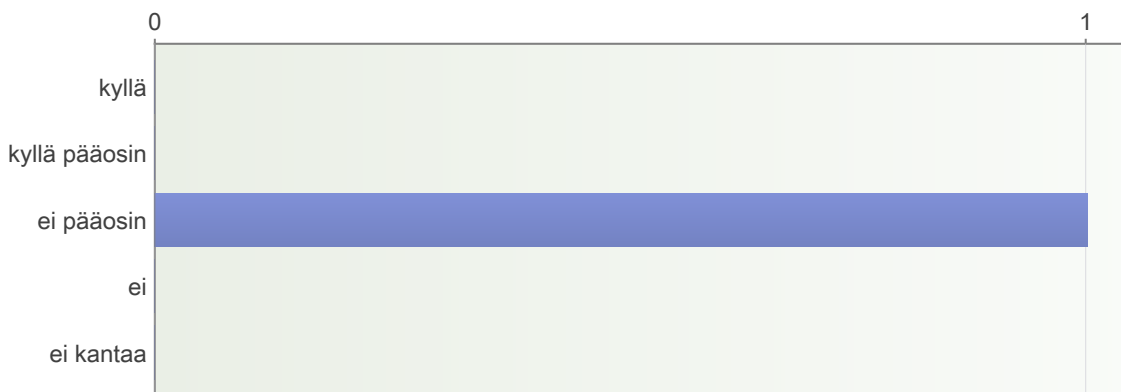 0 1
kyllä
kyllä pääosin
ei pääosin
ei
ei kantaa